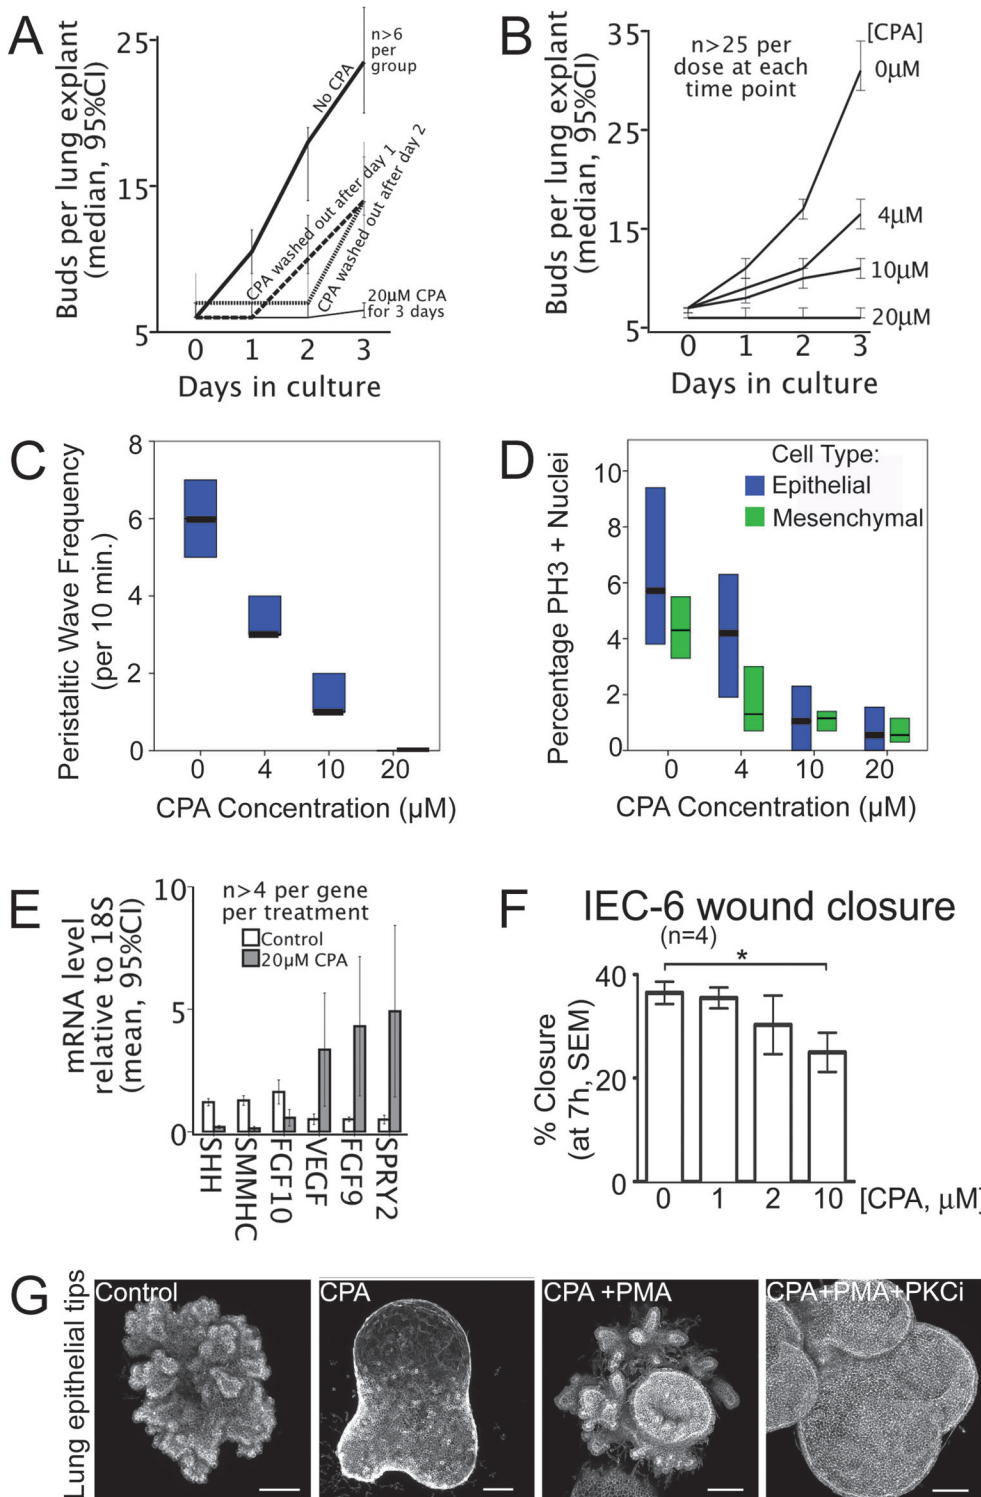 A
Buds per lung explant
(median, 95%CI)
25
15
5
n>6
per
group
No CPA
CPA washed out after day 1
CPA washed out after day 2
20µM CPA
for 3 days
0 1 2 3
Days in culture
B
Buds per lung explant
(median, 95%CI)
35
25
15
5
n>25 per
dose at each
time point
[CPA]
0µM
4µM
10µM
20µM
0 1 2 3
Days in culture
C
Peristaltic Wave Frequency
(per 10 min.)
8
6
4
2
0
0 4 10 20
CPA Concentration (µM)
D
Percentage PH3 + Nuclei
10
8
6
4
2
0
Cell Type:
Epithelial
Mesenchymal
0 4 10 20
CPA Concentration (µM)
E
mRNA level
relative to 18S
(mean, 95%CI)
10
5
0
n>4 per gene
per treatment
Control
20µM CPA
SHH
SMMHC
FGF10
VEGF
FGF9
SPRY2
F
IEC-6 wound closure
(n=4)
*
% Closure
(at 7h, SEM)
40
20
0
0 1 2 10 [CPA, µM]
G
Lung epithelial tips
Control
CPA
CPA +PMA
CPA+PMA+PKCi